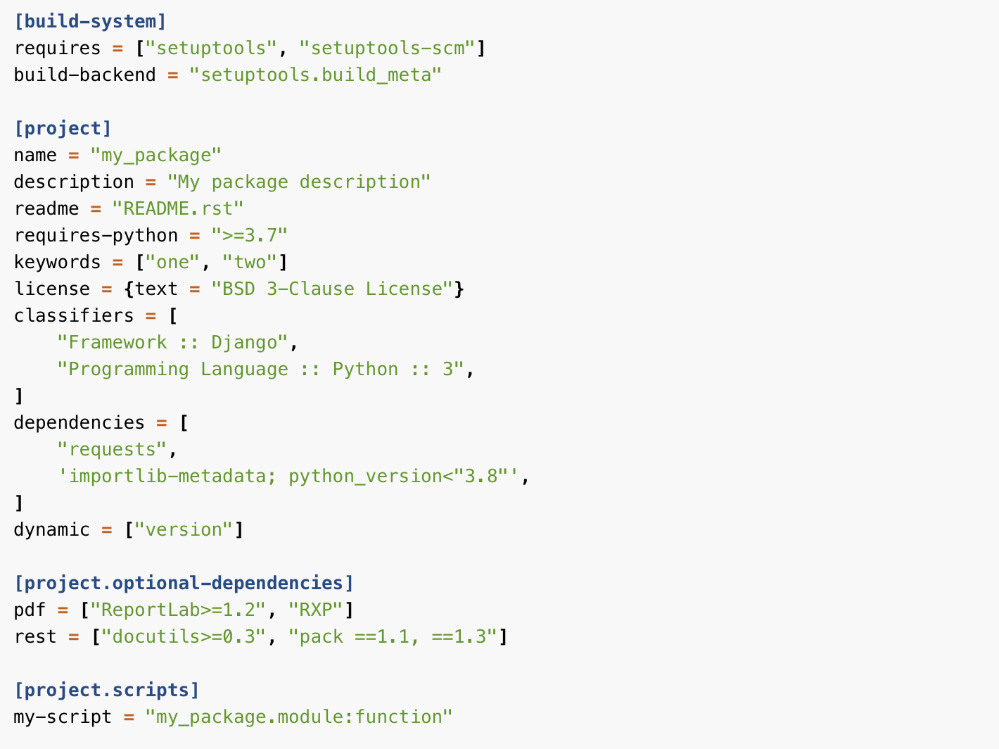 [build-system]
requires = ["setuptools", "setuptools-scm"]
build-backend = "setuptools.build_meta"

[project]
name = "my_package"
description = "My package description"
readme = "README.rst"
requires-python = ">=3.7"
keywords = ["one", "two"]
license = {text = "BSD 3-Clause License"}
classifiers = [
    "Framework :: Django",
    "Programming Language :: Python :: 3",
]
dependencies = [
    "requests",
    'importlib-metadata; python_version<"3.8"',
]
dynamic = ["version"]

[project.optional-dependencies]
pdf = ["ReportLab>=1.2", "RXP"]
rest = ["docutils>=0.3", "pack ==1.1, ==1.3"]

[project.scripts]
my-script = "my_package.module:function"